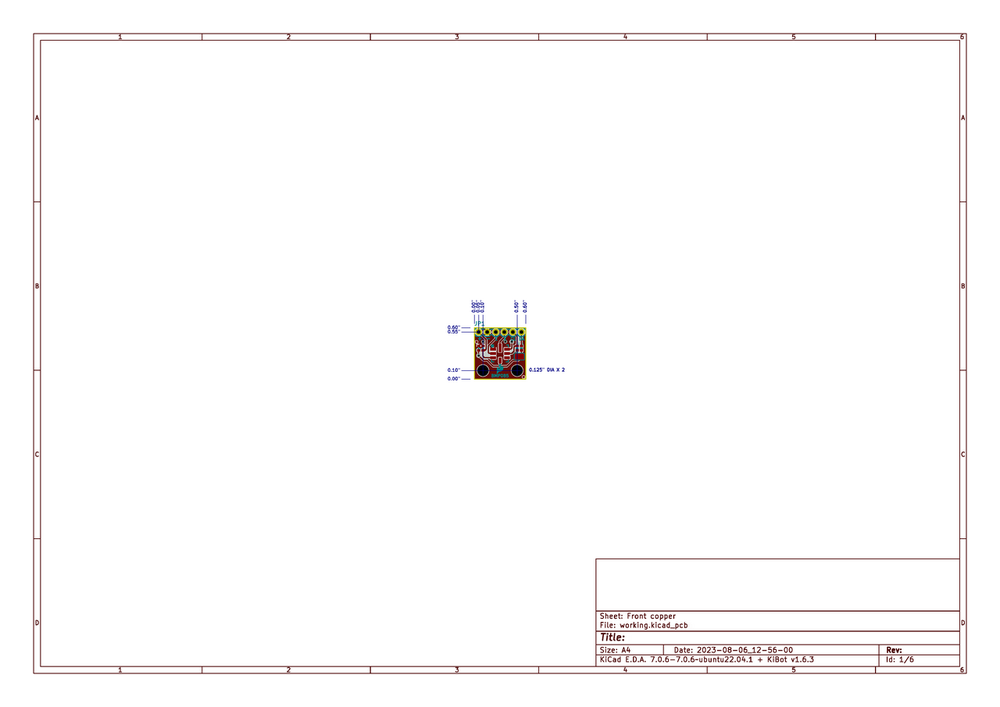 1 2 3 4 5 6
A A
B B
C C
D D
1 2 3 4 5 6
0.00" 0.05" 0.10" 0.50" 0.60"
JP1
0.60"
0.55"
0.10"
0.00"
0.125" DIA X 2
Sheet: Front copper
File: working.kicad_pcb
Title:
Size: A4 Date: 2023-08-06_12-56-00 Rev:
KiCad E.D.A. 7.0.6-7.0.6-ubuntu22.04.1 + KiBot v1.6.3 Id: 1/6